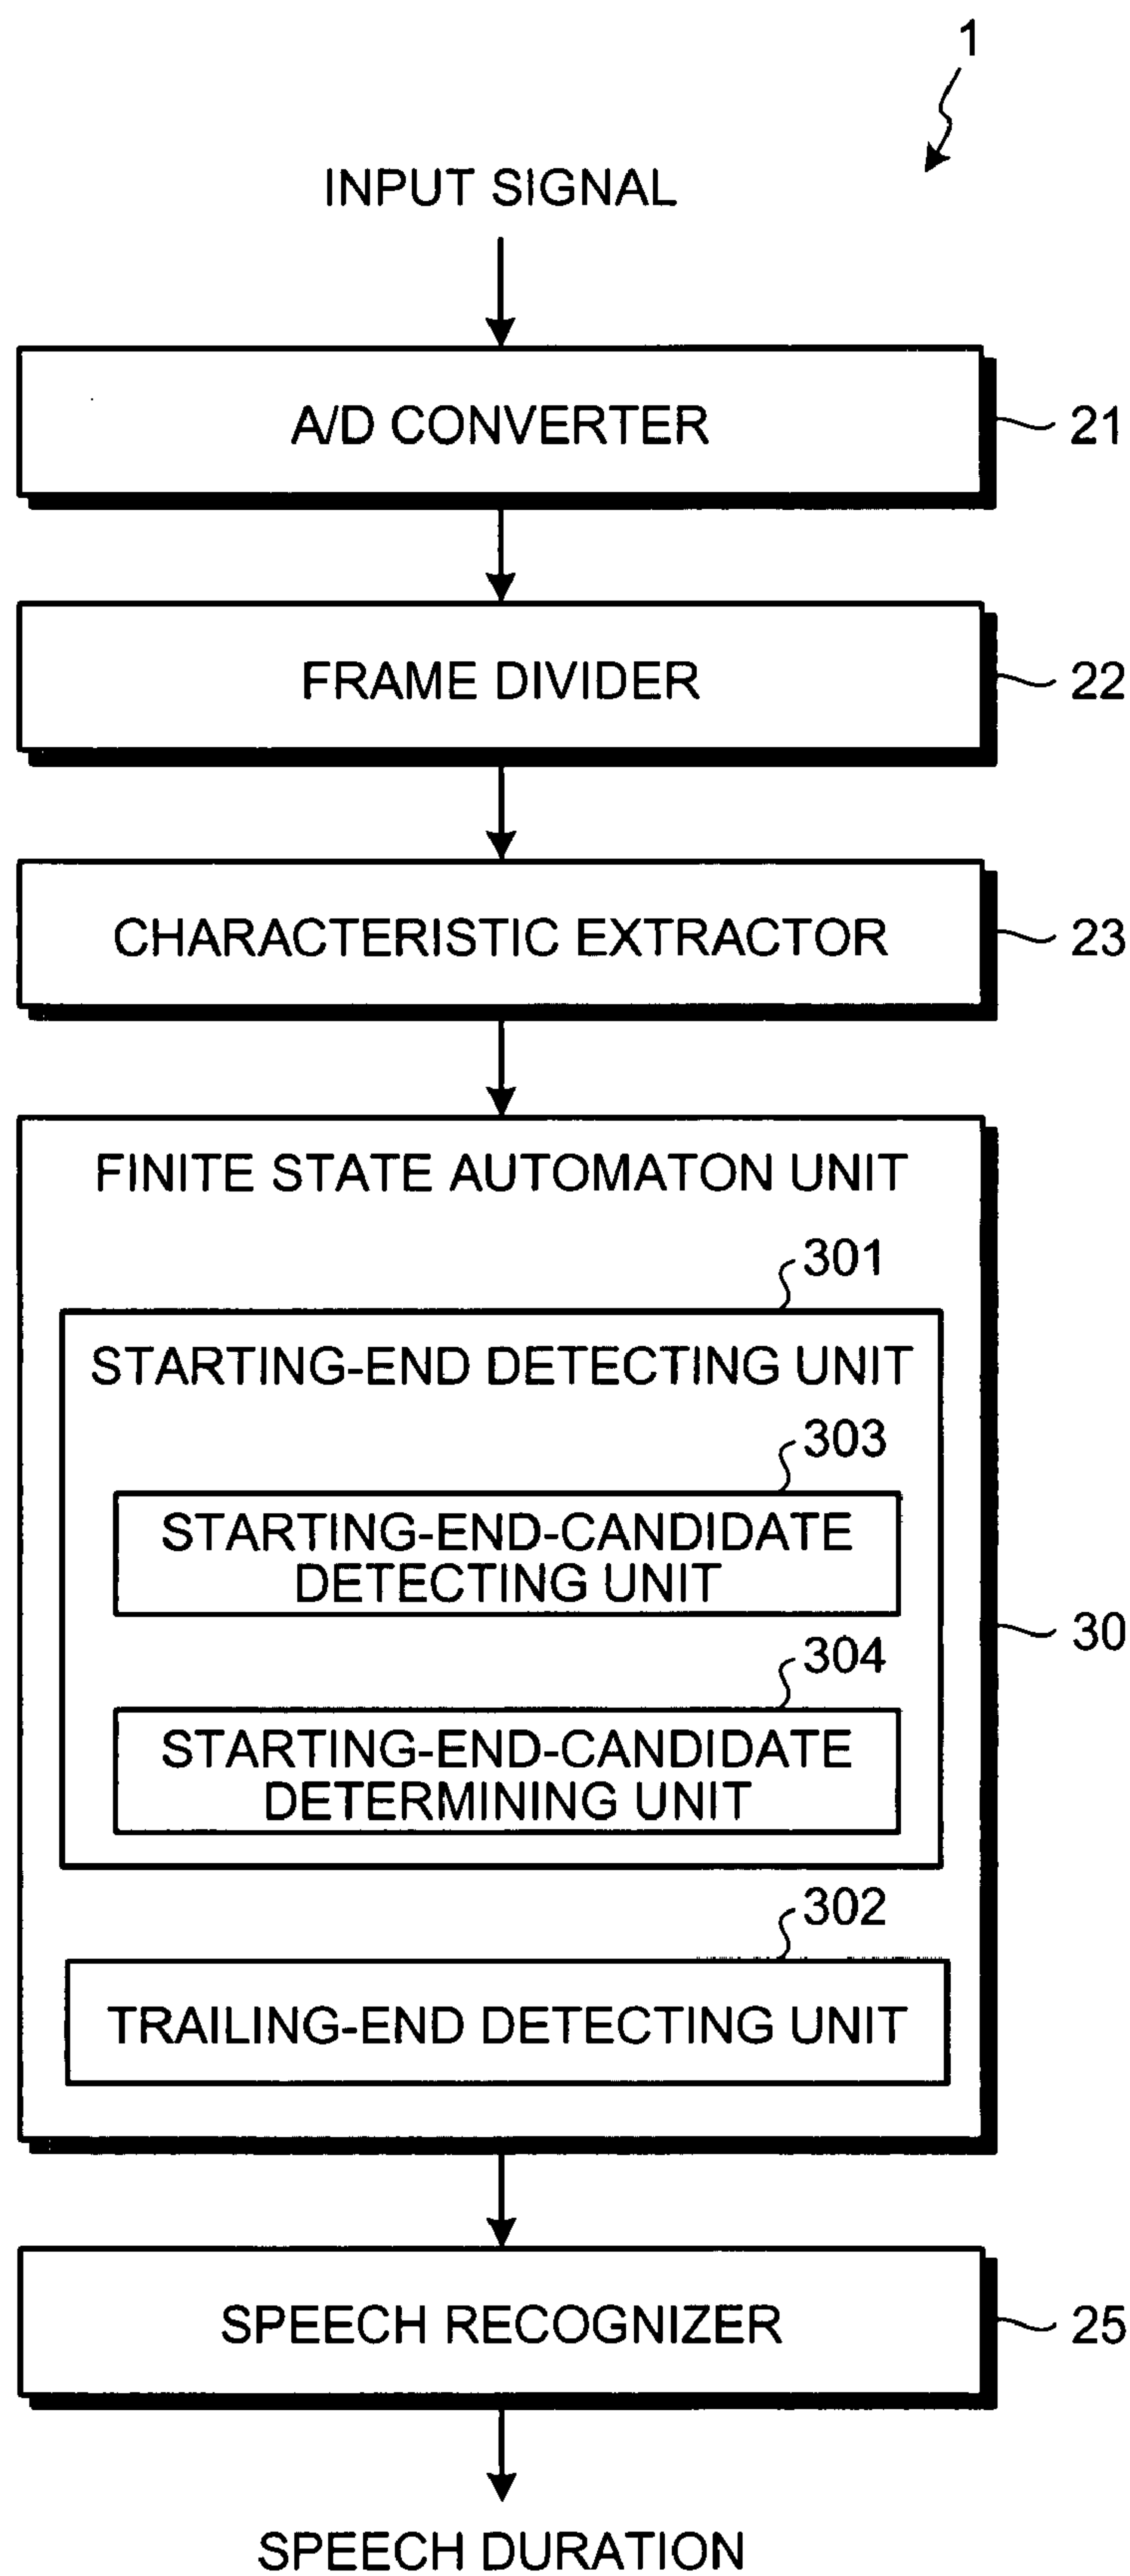 1
INPUT SIGNAL
A/D CONVERTER
21
FRAME DIVIDER
22
CHARACTERISTIC EXTRACTOR
23
FINITE STATE AUTOMATON UNIT
301
STARTING-END DETECTING UNIT
303
STARTING-END-CANDIDATE
DETECTING UNIT
30
304
STARTING-END-CANDIDATE
DETERMINING UNIT
302
TRAILING-END DETECTING UNIT
SPEECH RECOGNIZER
25
SPEECH DURATION